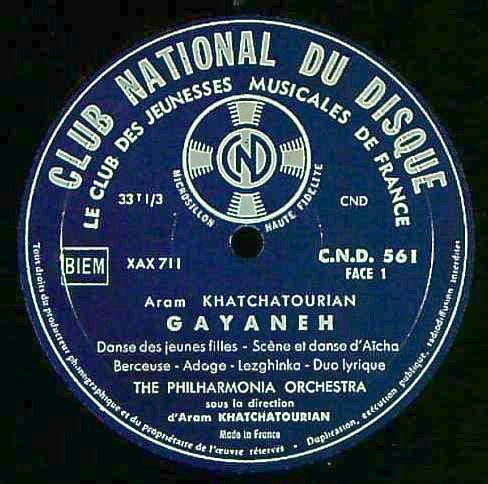 CLUB NATIONAL DU DISQUE
LE CLUB DES JEUNESSES MUSICALES DE FRANCE
CND
MICROSILLON HAUTE FIDELITE
33 T 1/3 CND
BIEM XAX 711 C.N.D. 561
FACE 1
Aram KHATCHATOURIAN
GAYANEH
Danse des jeunes filles - Scène et danse d'Aïcha
Berceuse - Adage - Lezghinka - Duo lyrique
THE PHILHARMONIA ORCHESTRA
sous la direction
d'Aram KHATCHATOURIAN
Made in France
Tous droits du producteur phonographique et du propriétaire de l'œuvre réservés - Duplication, exécution publique, radiodiffusion interdites